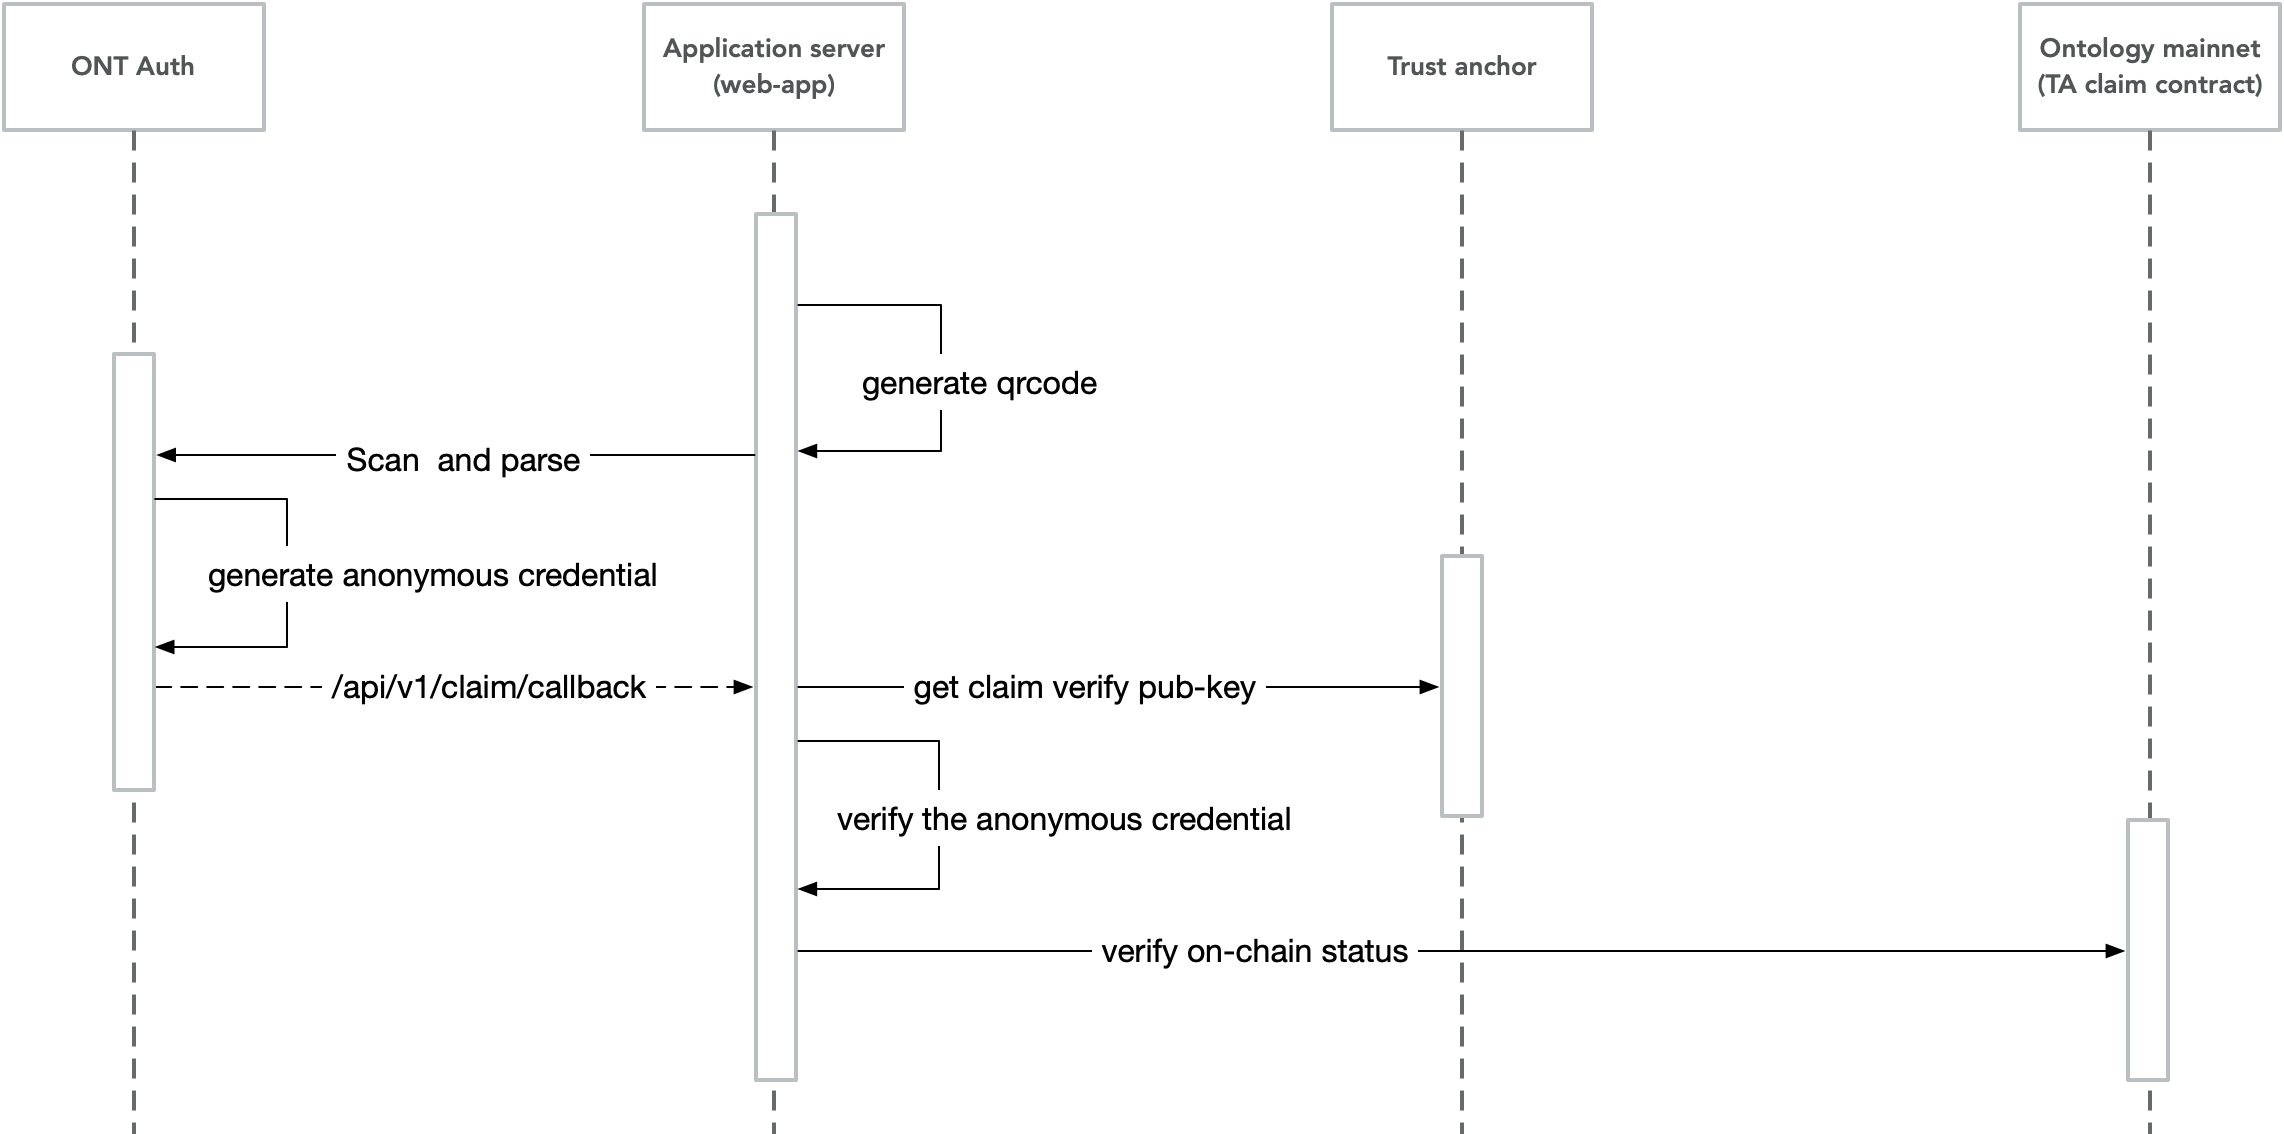 ONT Auth
Application server
(web-app)
Trust anchor
Ontology mainnet
(TA claim contract)
generate qrcode
Scan  and parse
generate anonymous credential
/api/v1/claim/callback
get claim verify pub-key
verify the anonymous credential
verify on-chain status